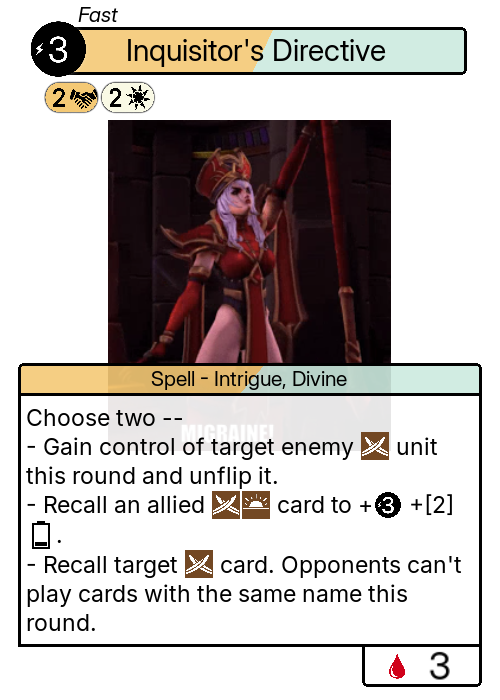 Fast
3 Inquisitor's Directive
2 2
MIGRAINE!
Spell - Intrigue, Divine
Choose two --
- Gain control of target enemy unit
this round and unflip it.
- Recall an allied card to +3 +[2]
.
- Recall target card. Opponents can't
play cards with the same name this
round.
3